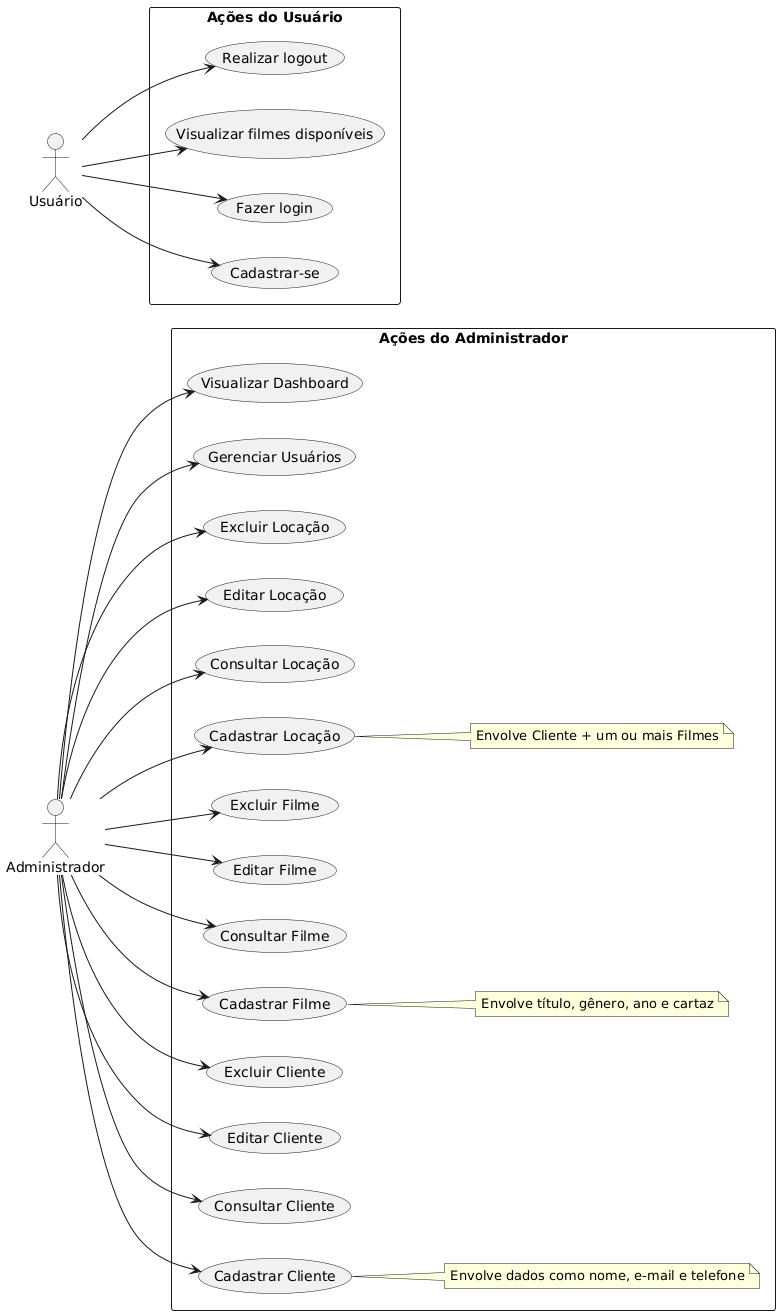 Ações do Usuário
Realizar logout
Visualizar filmes disponíveis
Usuário
Fazer login
Cadastrar-se
Ações do Administrador
Visualizar Dashboard
Gerenciar Usuários
Excluir Locação
Editar Locação
Consultar Locação
Cadastrar Locação
Envolve Cliente + um ou mais Filmes
Excluir Filme
Administrador
Editar Filme
Consultar Filme
Cadastrar Filme
Envolve título, gênero, ano e cartaz
Excluir Cliente
Editar Cliente
Consultar Cliente
Cadastrar Cliente
Envolve dados como nome, e-mail e telefone